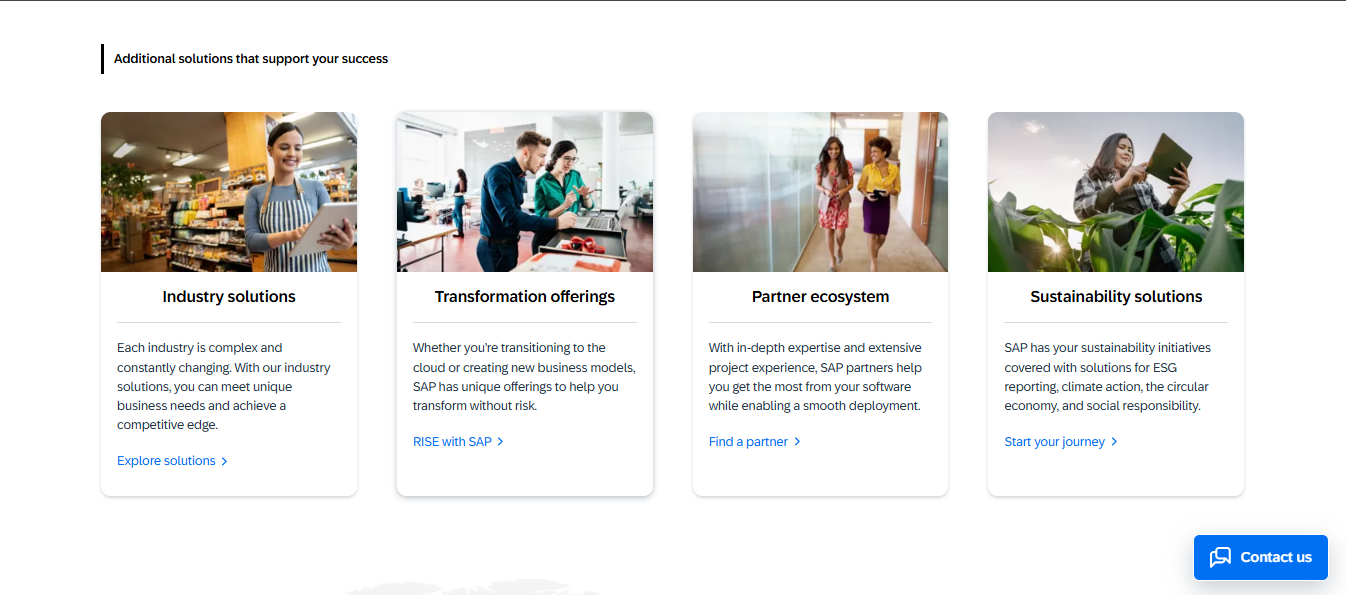 Additional solutions that support your success
Industry solutions
Each industry is complex and
constantly changing. With our industry
solutions, you can meet unique
business needs and achieve a
competitive edge.
Explore solutions
Transformation offerings
Whether you're transitioning to the
cloud or creating new business models,
SAP has unique offerings to help you
transform without risk.
RISE with SAP
Partner ecosystem
With in-depth expertise and extensive
project experience, SAP partners help
you get the most from your software
while enabling a smooth deployment.
Find a partner
Sustainability solutions
SAP has your sustainability initiatives
covered with solutions for ESG
reporting, climate action, the circular
economy, and social responsibility.
Start your journey
Contact us